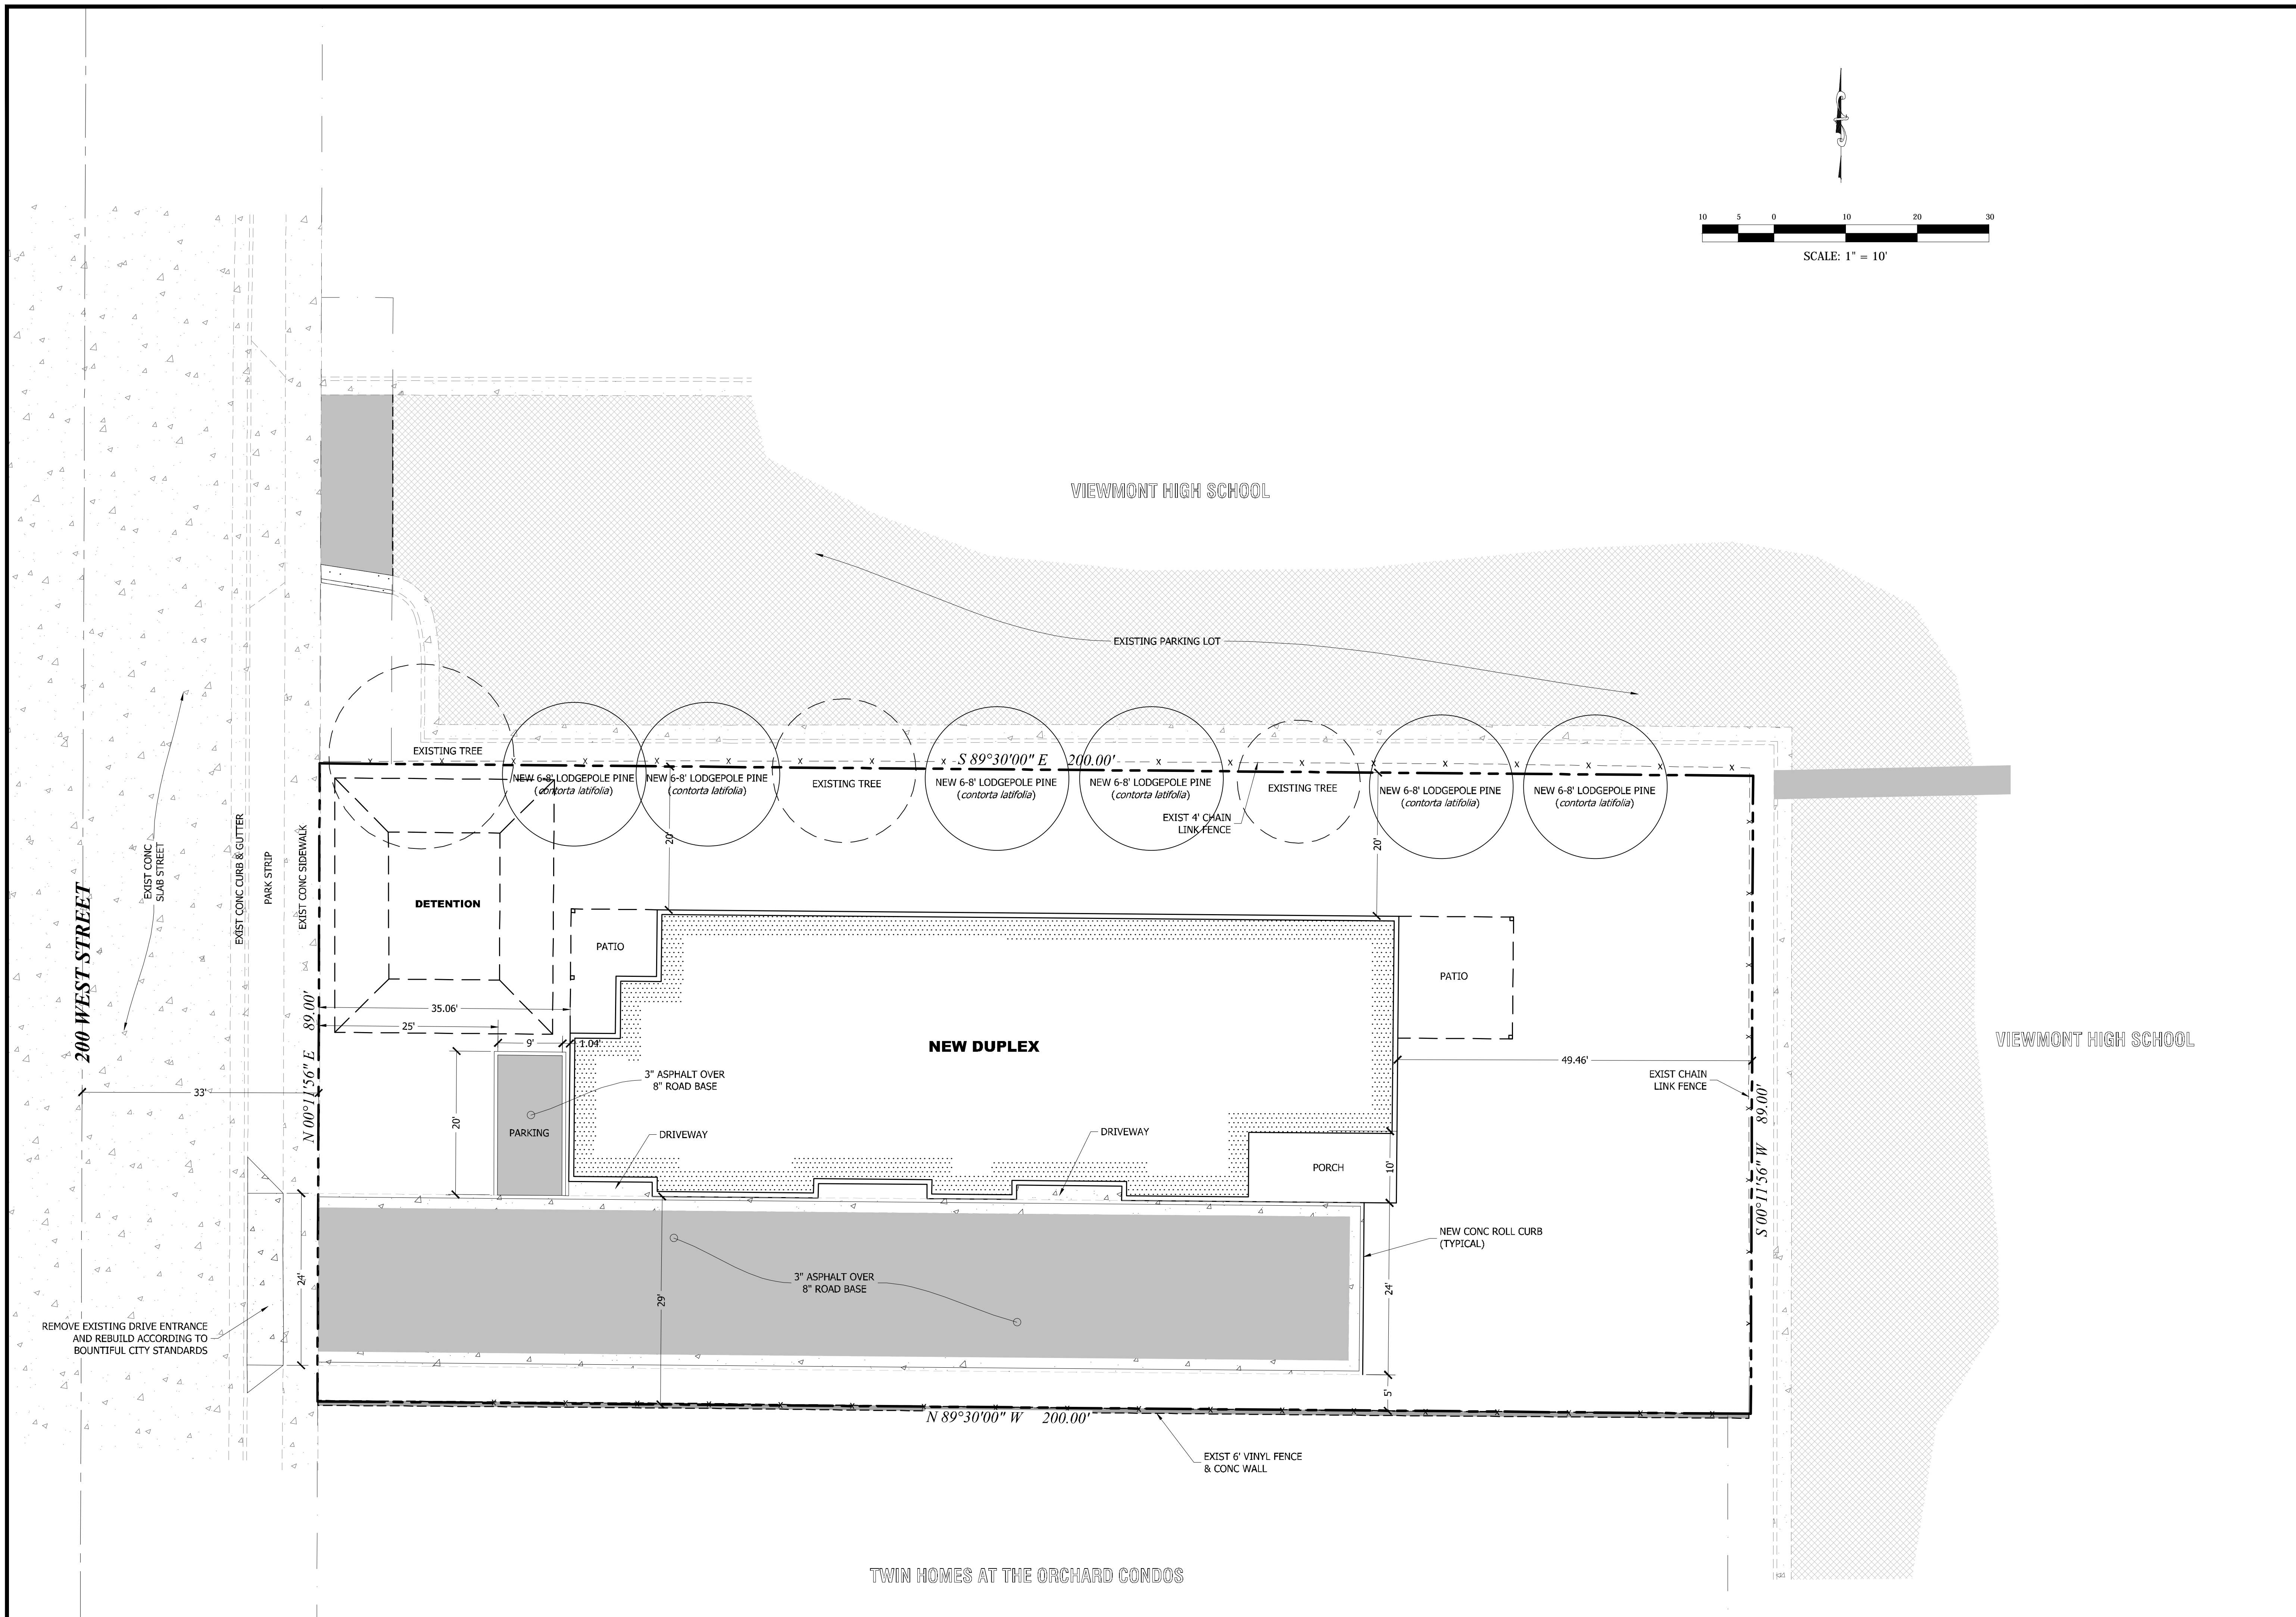 10 5 0 10 20 30
SCALE: 1" = 10'
VIEWMONT HIGH SCHOOL
EXISTING PARKING LOT
EXISTING TREE
S 89°30'00" E 200.00'
NEW 6-8' LODGEPOLE PINE
(contorta latifolia)
NEW 6-8' LODGEPOLE PINE
(contorta latifolia)
EXISTING TREE
NEW 6-8' LODGEPOLE PINE
(contorta latifolia)
NEW 6-8' LODGEPOLE PINE
(contorta latifolia)
EXISTING TREE
NEW 6-8' LODGEPOLE PINE
(contorta latifolia)
NEW 6-8' LODGEPOLE PINE
(contorta latifolia)
EXIST 4' CHAIN
LINK FENCE
20'
20'
200 WEST STREET
EXIST CONC
SLAB STREET
EXIST CONC CURB & GUTTER
PARK STRIP
EXIST CONC SIDEWALK
DETENTION
PATIO
PATIO
N 00°11'56" E 89.00'
35.06'
25'
9'
1.04'
33'
20'
PARKING
3" ASPHALT OVER
8" ROAD BASE
NEW DUPLEX
DRIVEWAY
DRIVEWAY
PORCH
10'
49.46'
EXIST CHAIN
LINK FENCE
S 00°11'56" W 89.00'
VIEWMONT HIGH SCHOOL
NEW CONC ROLL CURB
(TYPICAL)
24'
24'
29'
5'
3" ASPHALT OVER
8" ROAD BASE
REMOVE EXISTING DRIVE ENTRANCE
AND REBUILD ACCORDING TO
BOUNTIFUL CITY STANDARDS
N 89°30'00" W 200.00'
EXIST 6' VINYL FENCE
& CONC WALL
TWIN HOMES AT THE ORCHARD CONDOS